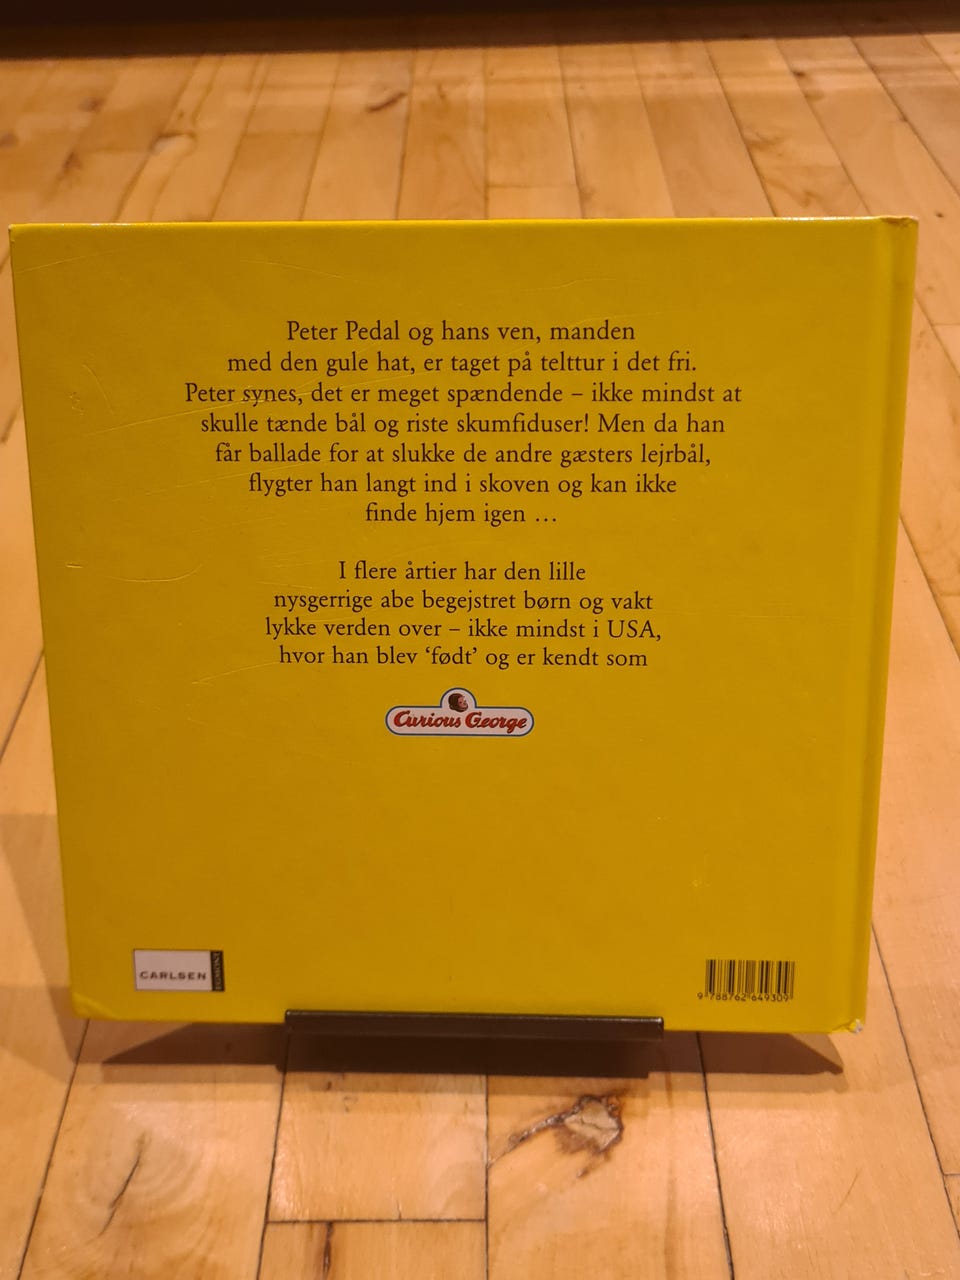 Peter Pedal og hans ven, manden
med den gule hat, er taget på telttur i det fri.
Peter synes, det er meget spændende – ikke mindst at
skulle tænde bål og riste skumfiduser! Men da han
får ballade for at slukke de andre gæsters lejrbål,
flygter han langt ind i skoven og kan ikke
finde hjem igen …
I flere årtier har den lille
nysgerrige abe begejstret børn og vakt
lykke verden over – ikke mindst i USA,
hvor han blev ‘født’ og er kendt som
Curious George
CARLSEN
EGMONT
9 788762 649309